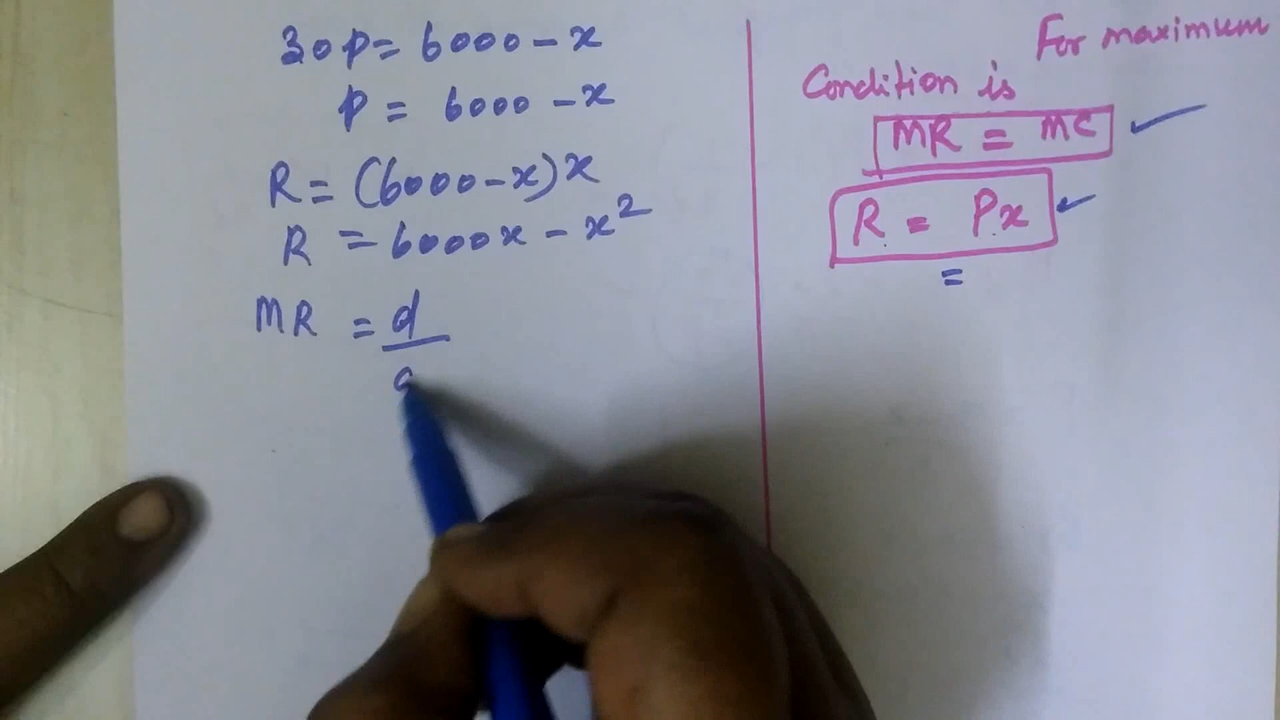 30p= 6000-x
p = 6000 -x
R = (6000-x)x
R = 6000x - x²
MR = d
For maximum
Condition is
MR = MC
R = Px
=